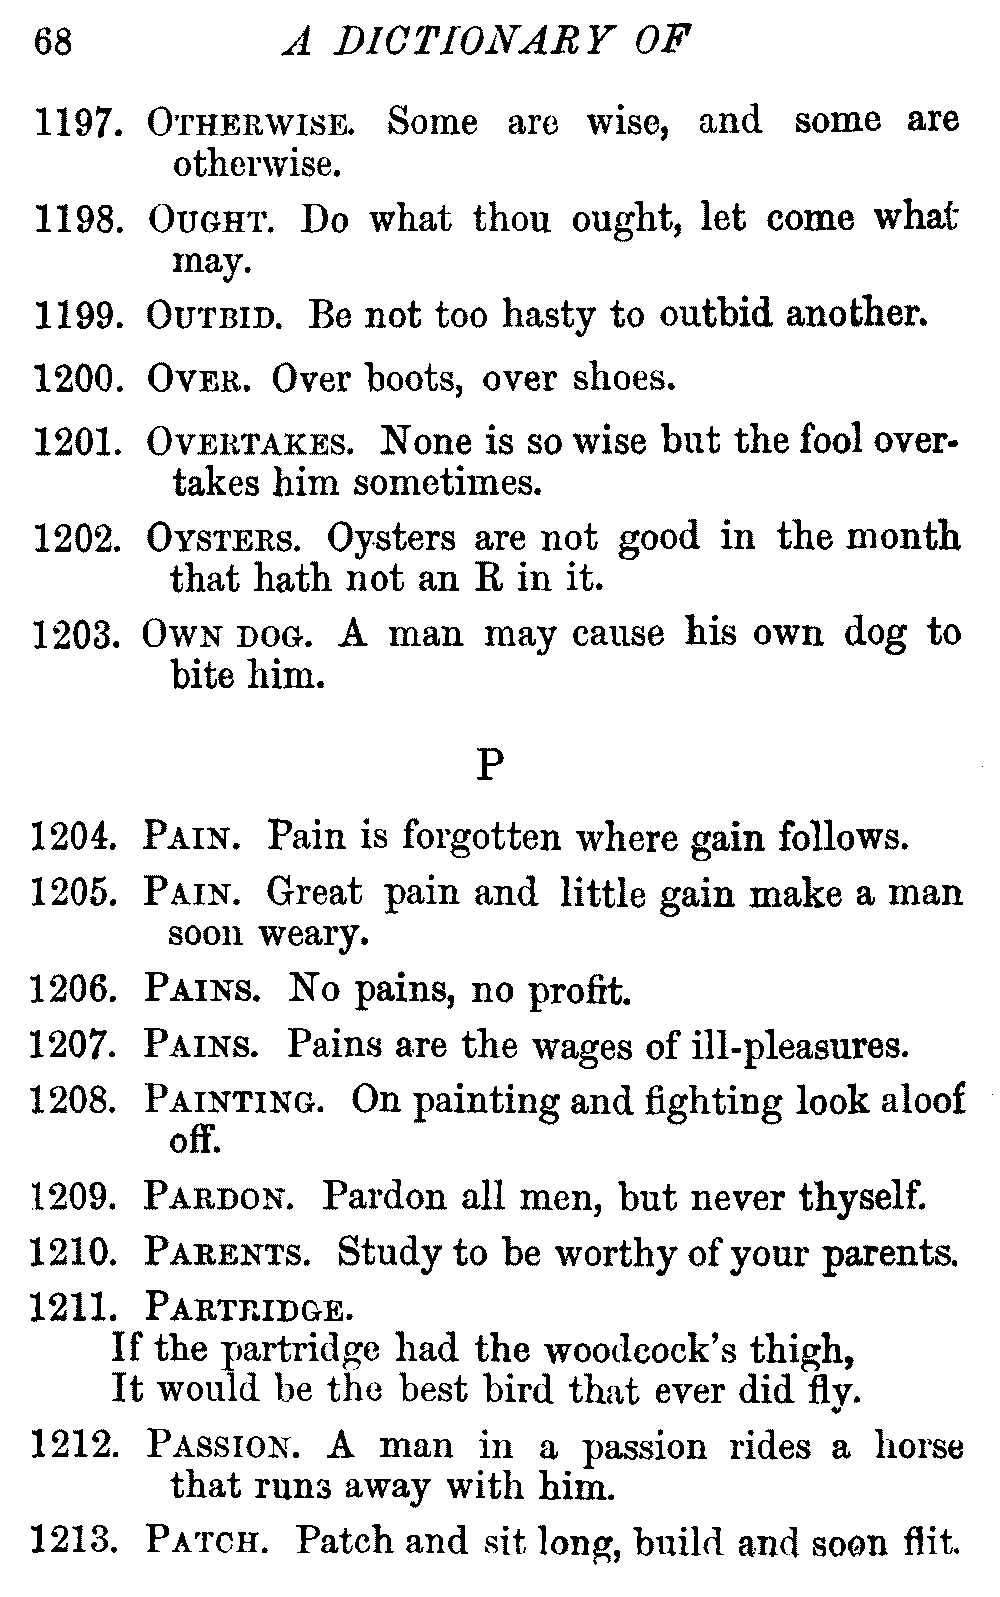 68 A DICTIONARY OF
1197. OTHERWISE. Some are wise, and some are
otherwise.
1198. OUGHT. Do what thou ought, let come what
may.
1199. OUTBID. Be not too hasty to outbid another.
1200. OVER. Over boots, over shoes.
1201. OVERTAKES. None is so wise but the fool over-
takes him sometimes.
1202. OYSTERS. Oysters are not good in the month
that hath not an R in it.
1203. OWN DOG. A man may cause his own dog to
bite him.
P
1204. PAIN. Pain is forgotten where gain follows.
1205. PAIN. Great pain and little gain make a man
soon weary.
1206. PAINS. No pains, no profit.
1207. PAINS. Pains are the wages of ill-pleasures.
1208. PAINTING. On painting and fighting look aloof
off.
1209. PARDON. Pardon all men, but never thyself.
1210. PARENTS. Study to be worthy of your parents.
1211. PARTRIDGE.
If the partridge had the woodcock's thigh,
It would be the best bird that ever did fly.
1212. PASSION. A man in a passion rides a horse
that runs away with him.
1213. PATCH. Patch and sit long, build and soon flit.